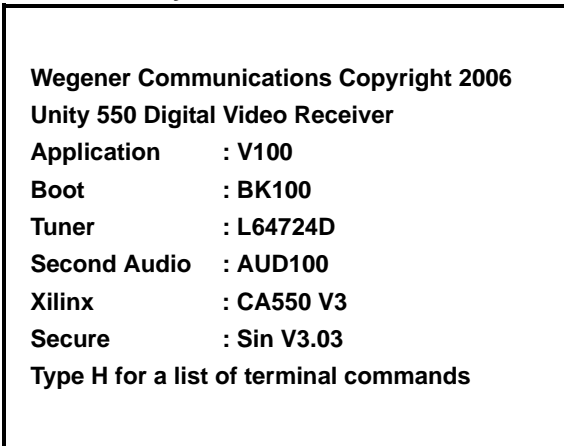 Wegener Communications Copyright 2006
Unity 550 Digital Video Receiver
Application : V100
Boot : BK100
Tuner : L64724D
Second Audio : AUD100
Xilinx : CA550 V3
Secure : Sin V3.03
Type H for a list of terminal commands